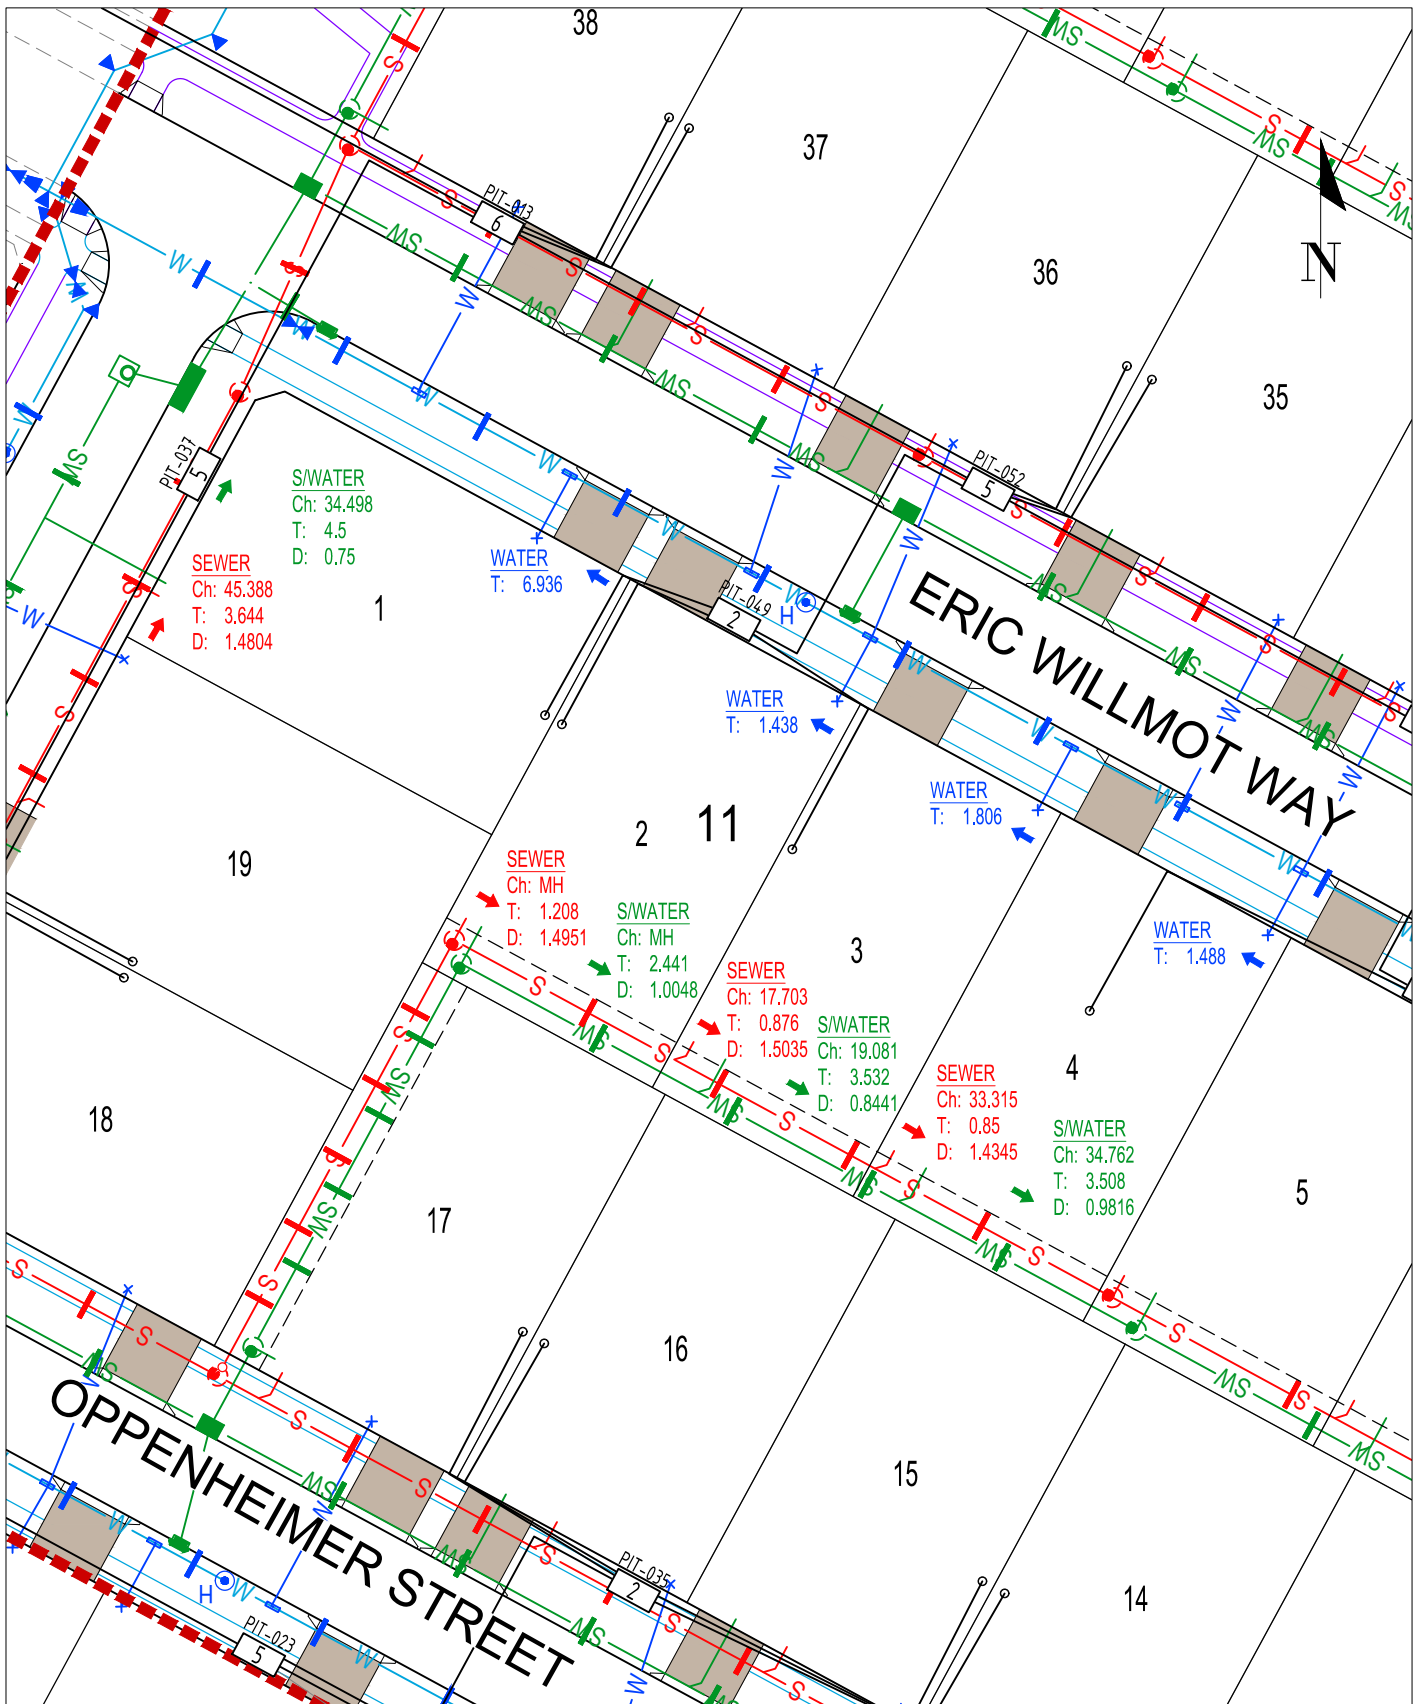 38
37
36
35
N
PIT-013
6
PIT-037
5
PIT-052
5
PIT-049
2
H
ERIC WILLMOT WAY
S/WATER
Ch: 34.498
T: 4.5
D: 0.75
SEWER
Ch: 45.388
T: 3.644
D: 1.4804
WATER
T: 6.936
1
WATER
T: 1.438
WATER
T: 1.806
WATER
T: 1.488
19
2
11
3
4
5
SEWER
Ch: MH
T: 1.208
D: 1.4951
S/WATER
Ch: MH
T: 2.441
D: 1.0048
SEWER
Ch: 17.703
T: 0.876
D: 1.5035
S/WATER
Ch: 19.081
T: 3.532
D: 0.8441
SEWER
Ch: 33.315
T: 0.85
D: 1.4345
S/WATER
Ch: 34.762
T: 3.508
D: 0.9816
18
17
16
15
14
OPPENHEIMER STREET
PIT-035
2
H
PIT-023
5